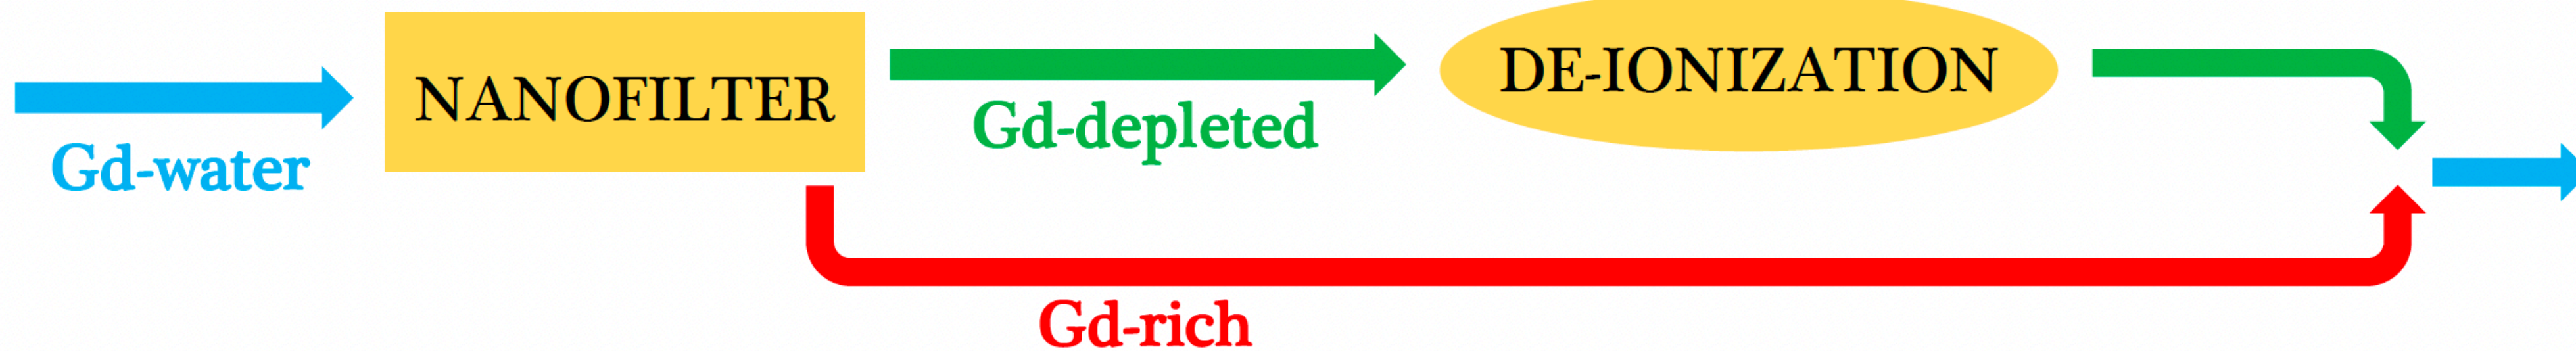 Gd-water
NANOFILTER
Gd-depleted
DE-IONIZATION
Gd-rich